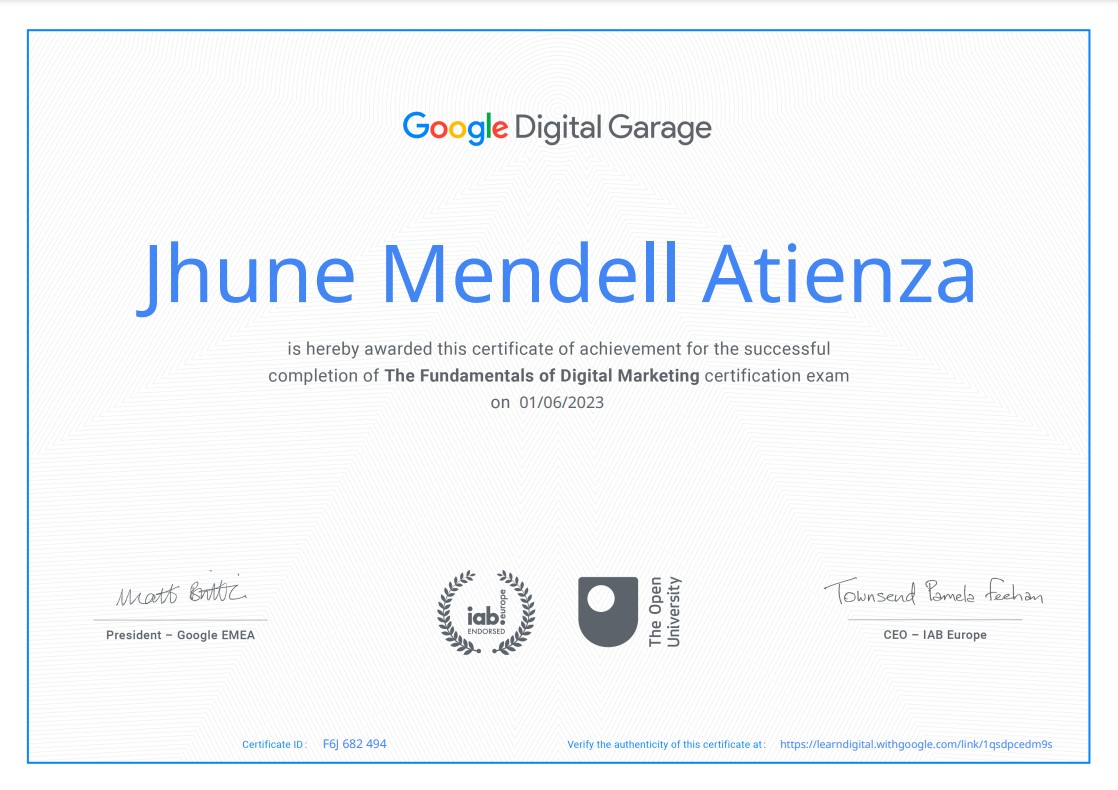 Google Digital Garage
Jhune Mendell Atienza
is hereby awarded this certificate of achievement for the successful
completion of The Fundamentals of Digital Marketing certification exam
on 01/06/2023
Matt
President – Google EMEA
iab europe
ENDORSED
The Open
University
Townsend Pamela Feehan
CEO – IAB Europe
Certificate ID : F6J 682 494
Verify the authenticity of this certificate at : https://learndigital.withgoogle.com/link/1qsdpcedm9s